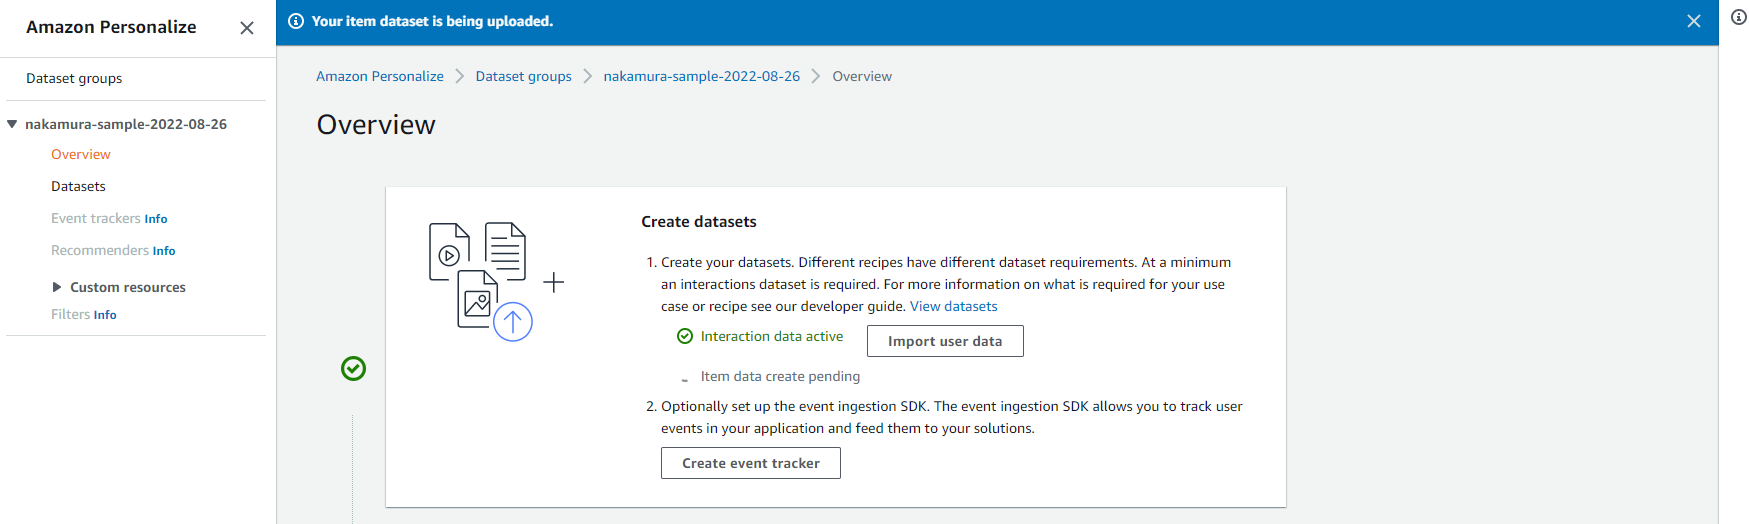 Amazon Personalize
Dataset groups
nakamura-sample-2022-08-26
Overview
Datasets
Event trackers Info
Recommenders Info
Custom resources
Filters Info
Your item dataset is being uploaded.
Amazon Personalize > Dataset groups > nakamura-sample-2022-08-26 > Overview
Overview
Create datasets
1. Create your datasets. Different recipes have different dataset requirements. At a minimum
an interactions dataset is required. For more information on what is required for your use
case or recipe see our developer guide. View datasets
Interaction data active
Import user data
Item data create pending
2. Optionally set up the event ingestion SDK. The event ingestion SDK allows you to track user
events in your application and feed them to your solutions.
Create event tracker